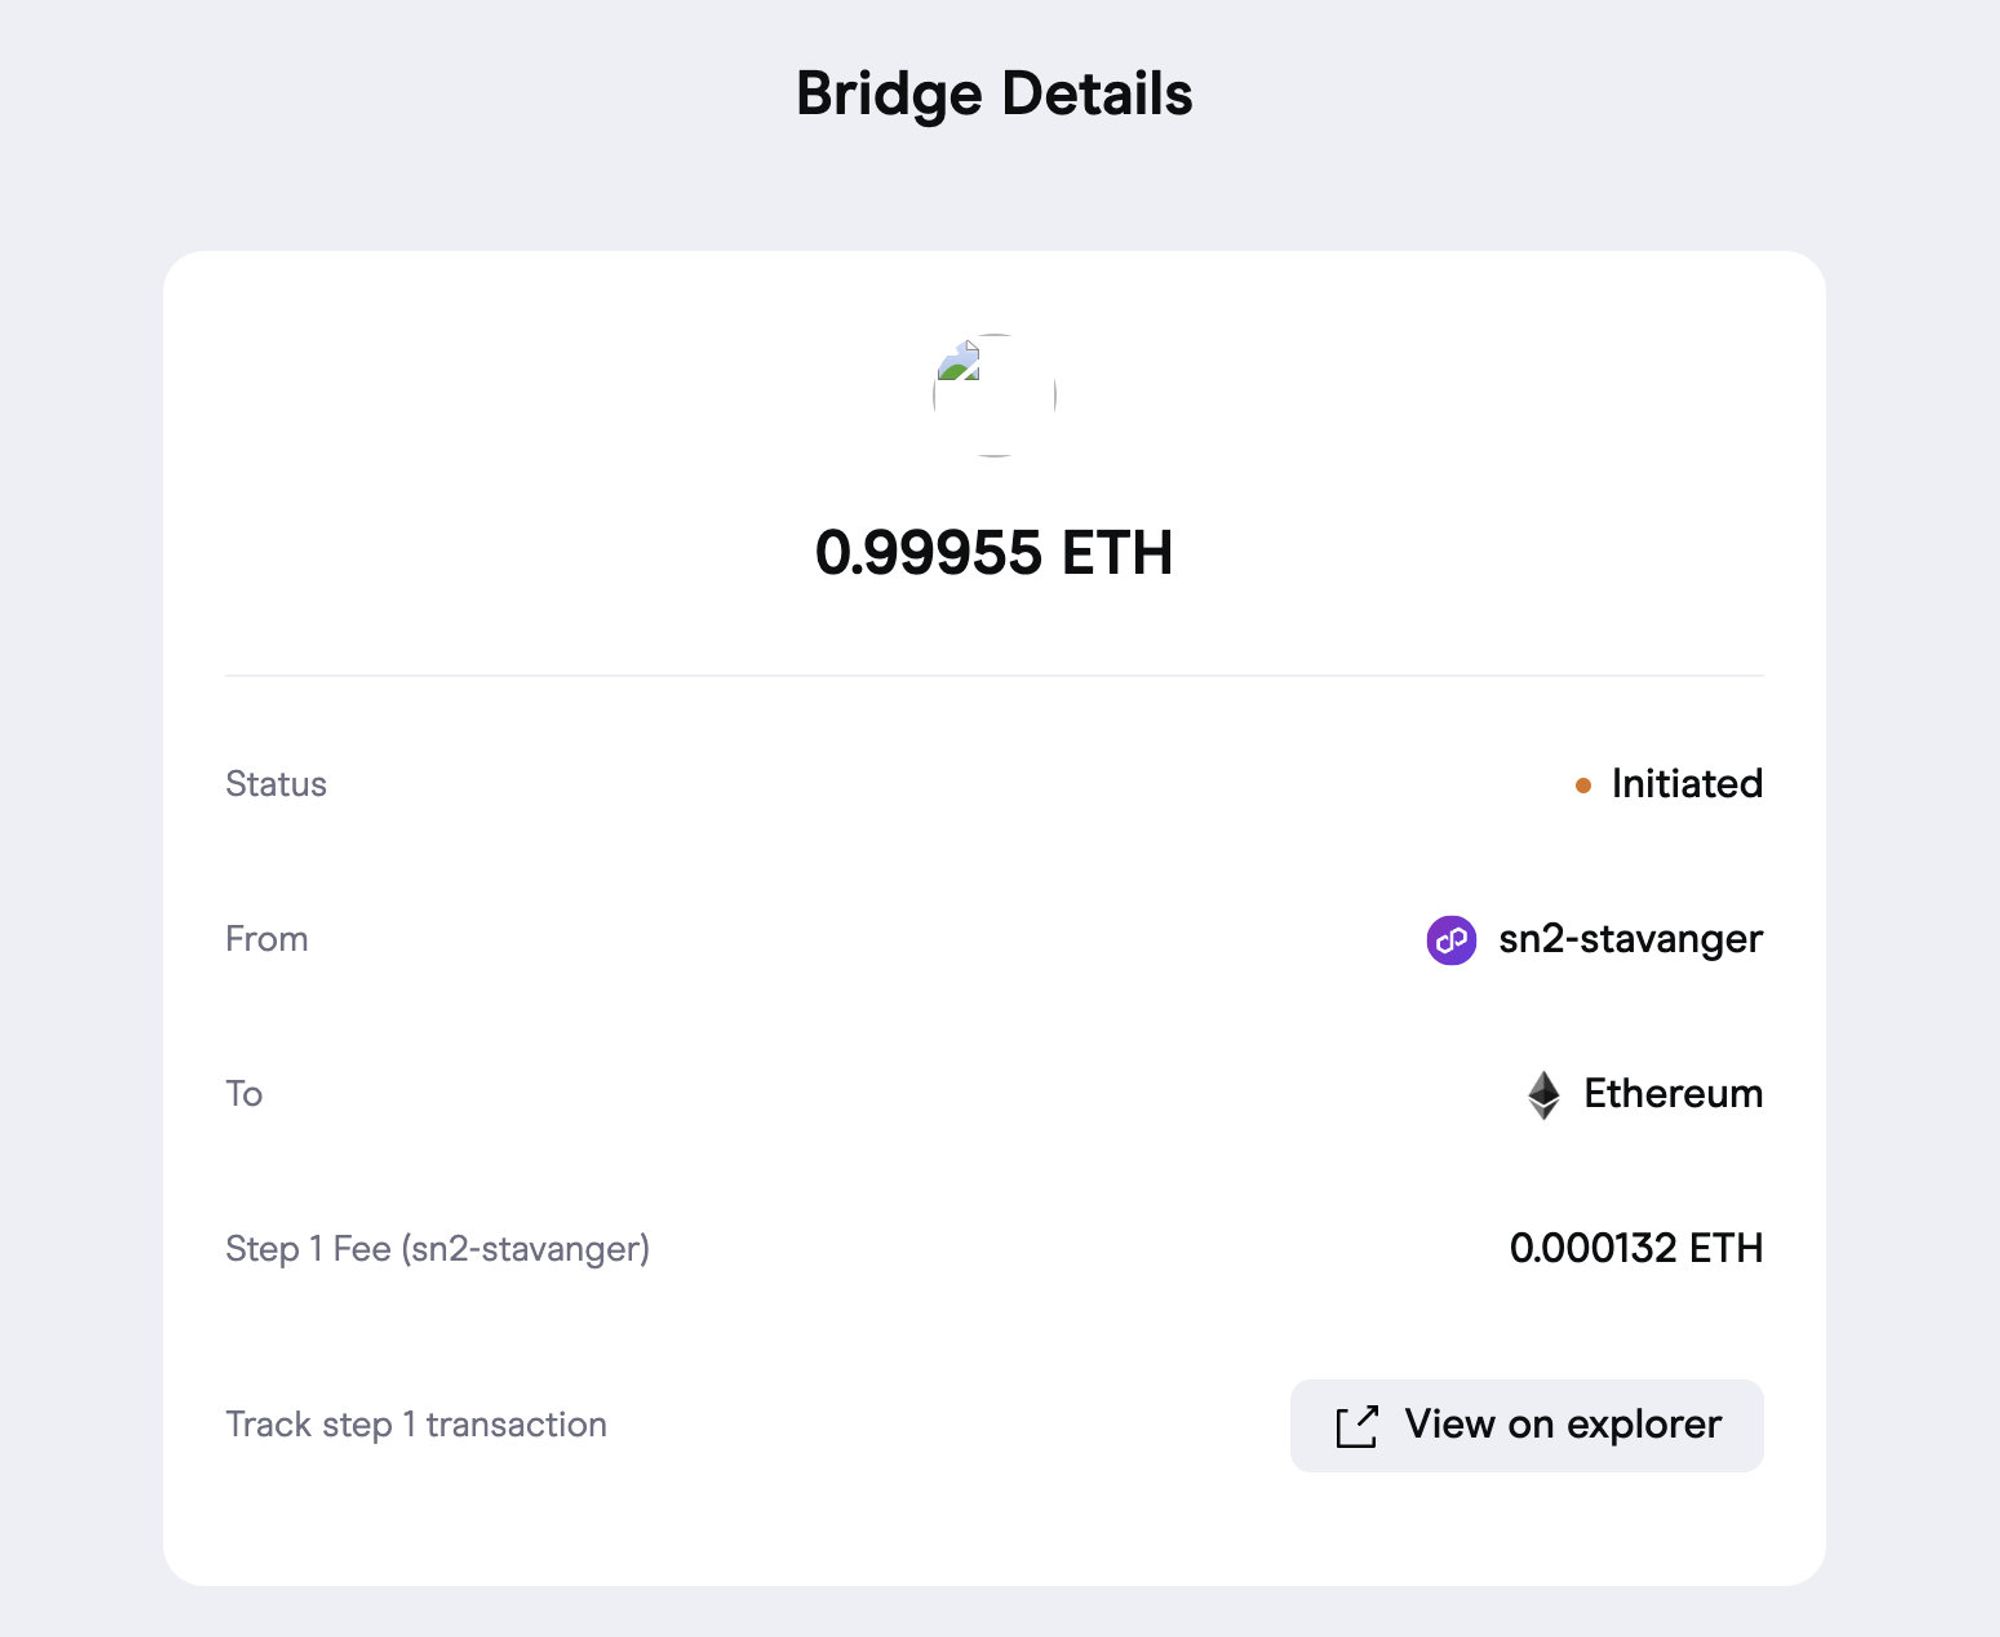 Bridge Details
0.99955 ETH
Status
Initiated
From
sn2-stavanger
To
Ethereum
Step 1 Fee (sn2-stavanger)
0.000132 ETH
Track step 1 transaction
View on explorer